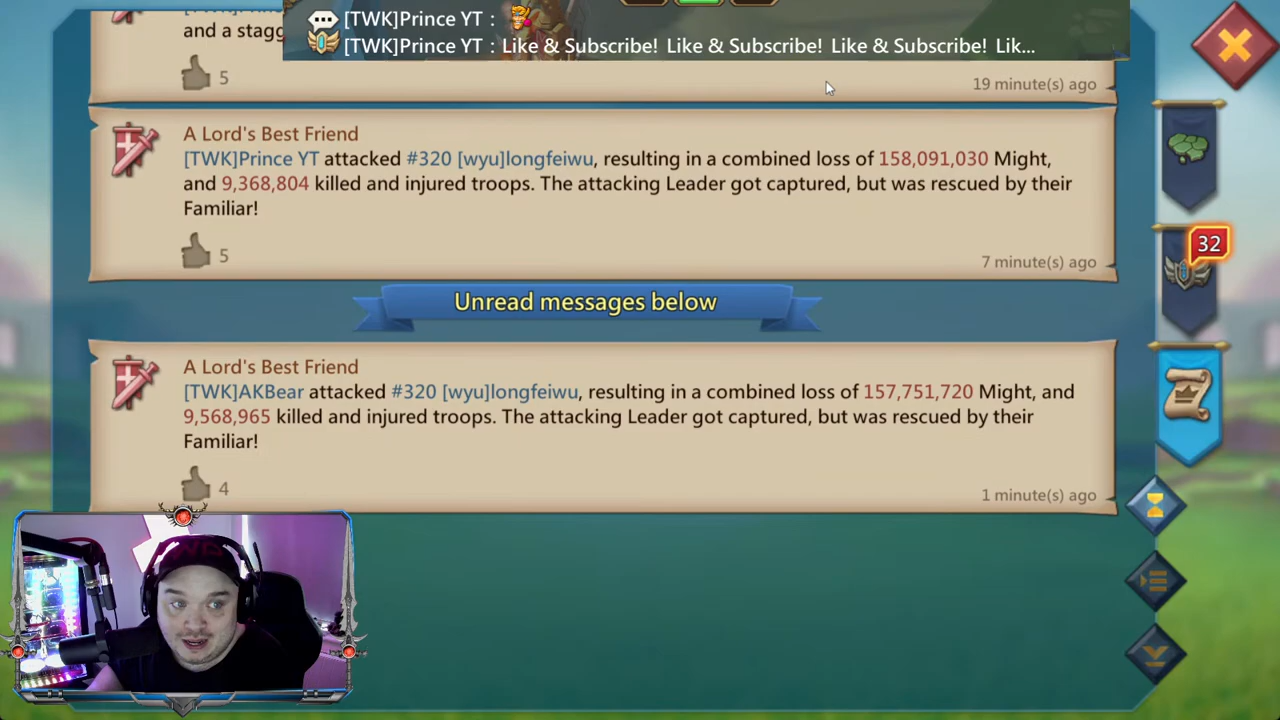 [TWK]Prince YT :
[TWK]Prince YT : Like & Subscribe! Like & Subscribe! Like & Subscribe! Lik...
and a stagg
5
19 minute(s) ago
A Lord's Best Friend
[TWK]Prince YT attacked #320 [wyu]longfeiwu, resulting in a combined loss of 158,091,030 Might,
and 9,368,804 killed and injured troops. The attacking Leader got captured, but was rescued by their
Familiar!
5
7 minute(s) ago
32
Unread messages below
A Lord's Best Friend
[TWK]AKBear attacked #320 [wyu]longfeiwu, resulting in a combined loss of 157,751,720 Might, and
9,568,965 killed and injured troops. The attacking Leader got captured, but was rescued by their
Familiar!
4
1 minute(s) ago